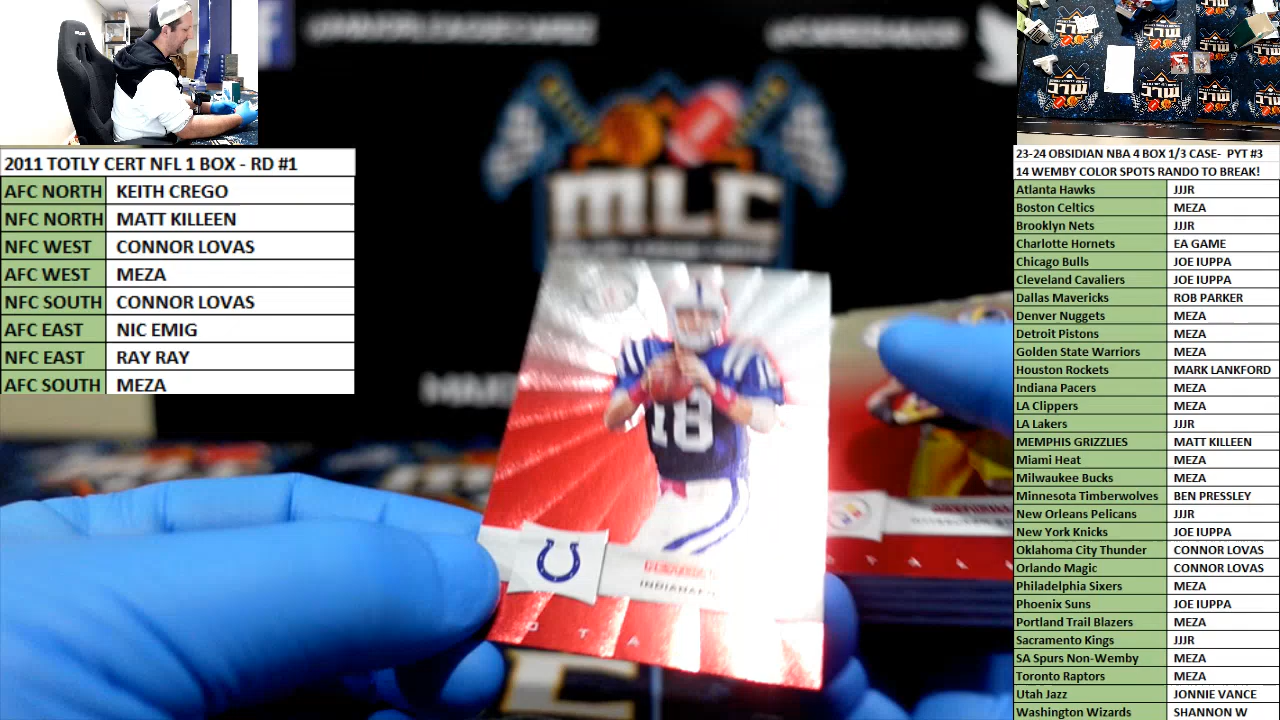 2011 TOTLY CERT NFL 1 BOX - RD #1
AFC NORTH KEITH CREGO
NFC NORTH MATT KILLEEN
NFC WEST CONNOR LOVAS
AFC WEST MEZA
NFC SOUTH CONNOR LOVAS
AFC EAST NIC EMIG
NFC EAST RAY RAY
AFC SOUTH MEZA
MLC
18
23-24 OBSIDIAN NBA 4 BOX 1/3 CASE- PYT #3
14 WEMBY COLOR SPOTS RANDO TO BREAK!
Atlanta Hawks JJJR
Boston Celtics MEZA
Brooklyn Nets JJJR
Charlotte Hornets EA GAME
Chicago Bulls JOE IUPPA
Cleveland Cavaliers JOE IUPPA
Dallas Mavericks ROB PARKER
Denver Nuggets MEZA
Detroit Pistons MEZA
Golden State Warriors MEZA
Houston Rockets MARK LANKFORD
Indiana Pacers MEZA
LA Clippers MEZA
LA Lakers JJJR
MEMPHIS GRIZZLIES MATT KILLEEN
Miami Heat MEZA
Milwaukee Bucks MEZA
Minnesota Timberwolves BEN PRESSLEY
New Orleans Pelicans JJJR
New York Knicks JOE IUPPA
Oklahoma City Thunder CONNOR LOVAS
Orlando Magic CONNOR LOVAS
Philadelphia Sixers MEZA
Phoenix Suns JOE IUPPA
Portland Trail Blazers MEZA
Sacramento Kings JJJR
SA Spurs Non-Wemby MEZA
Toronto Raptors MEZA
Utah Jazz JONNIE VANCE
Washington Wizards SHANNON W